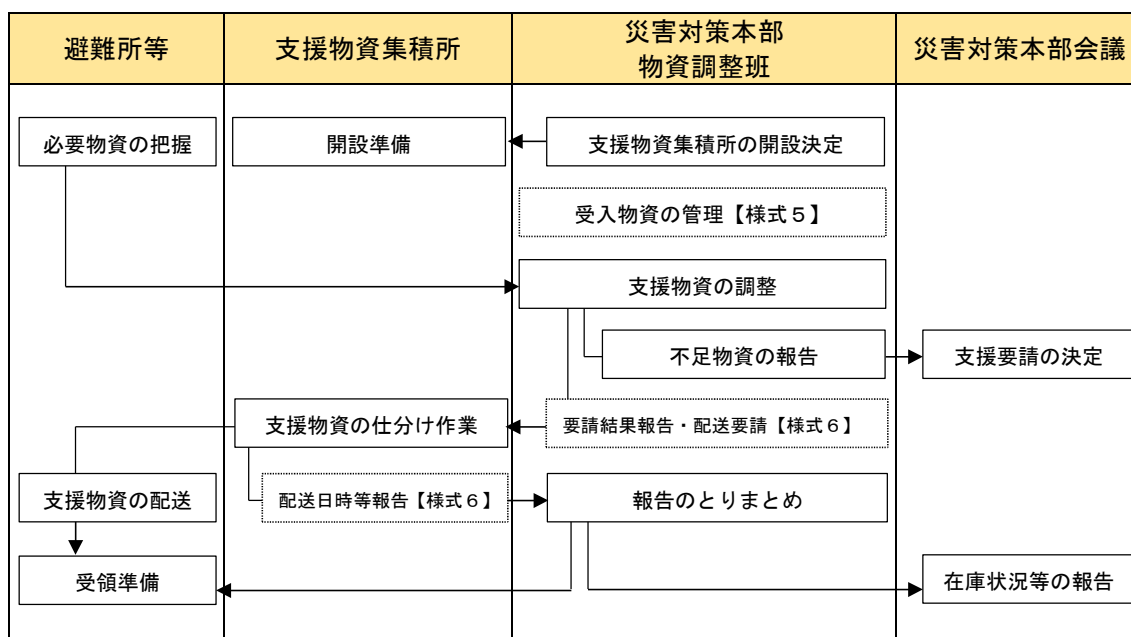 避難所等
支援物資集積所
災害対策本部
物資調整班
災害対策本部会議
必要物資の把握
開設準備
支援物資集積所の開設決定
受入物資の管理【様式５】
支援物資の調整
不足物資の報告
支援要請の決定
支援物資の仕分け作業
要請結果報告・配送要請【様式６】
支援物資の配送
配送日時等報告【様式６】
報告のとりまとめ
受領準備
在庫状況等の報告